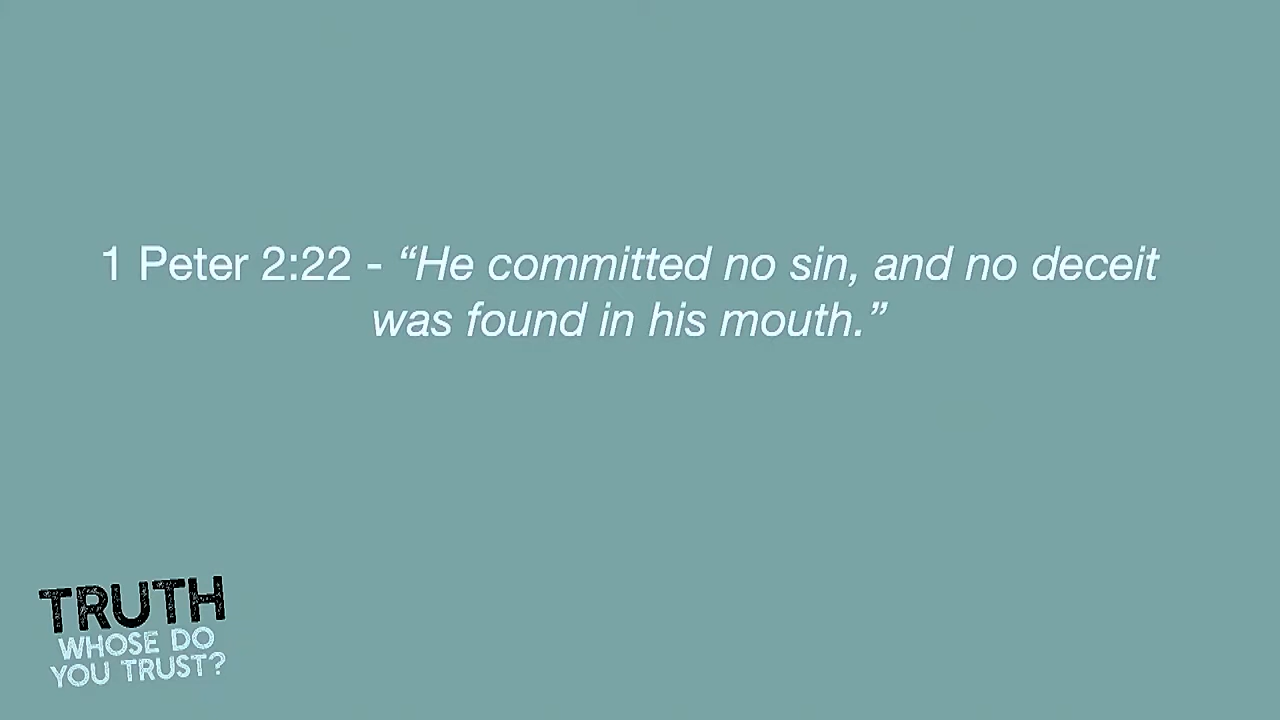 1 Peter 2:22 - “He committed no sin, and no deceit
was found in his mouth.”
TRUTH
WHOSE DO
YOU TRUST?